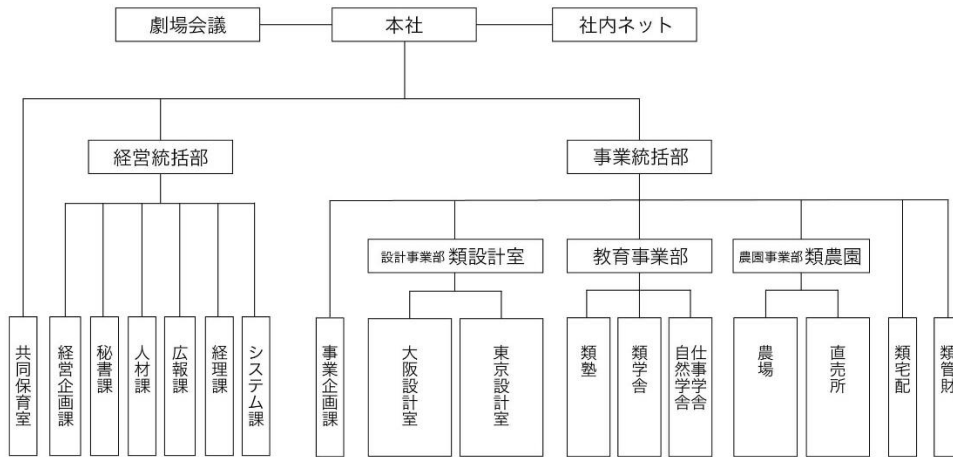 劇場会議
本社
社内ネット
経営統括部
事業統括部
設計事業部 類設計室
教育事業部
農園事業部 類農園
共同保育室
経営企画課
秘書課
人材課
広報課
経理課
システム課
事業企画課
大阪設計室
東京設計室
類塾
類学舎
仕事学舎
自然学舎
農場
直売所
類宅配
類管財